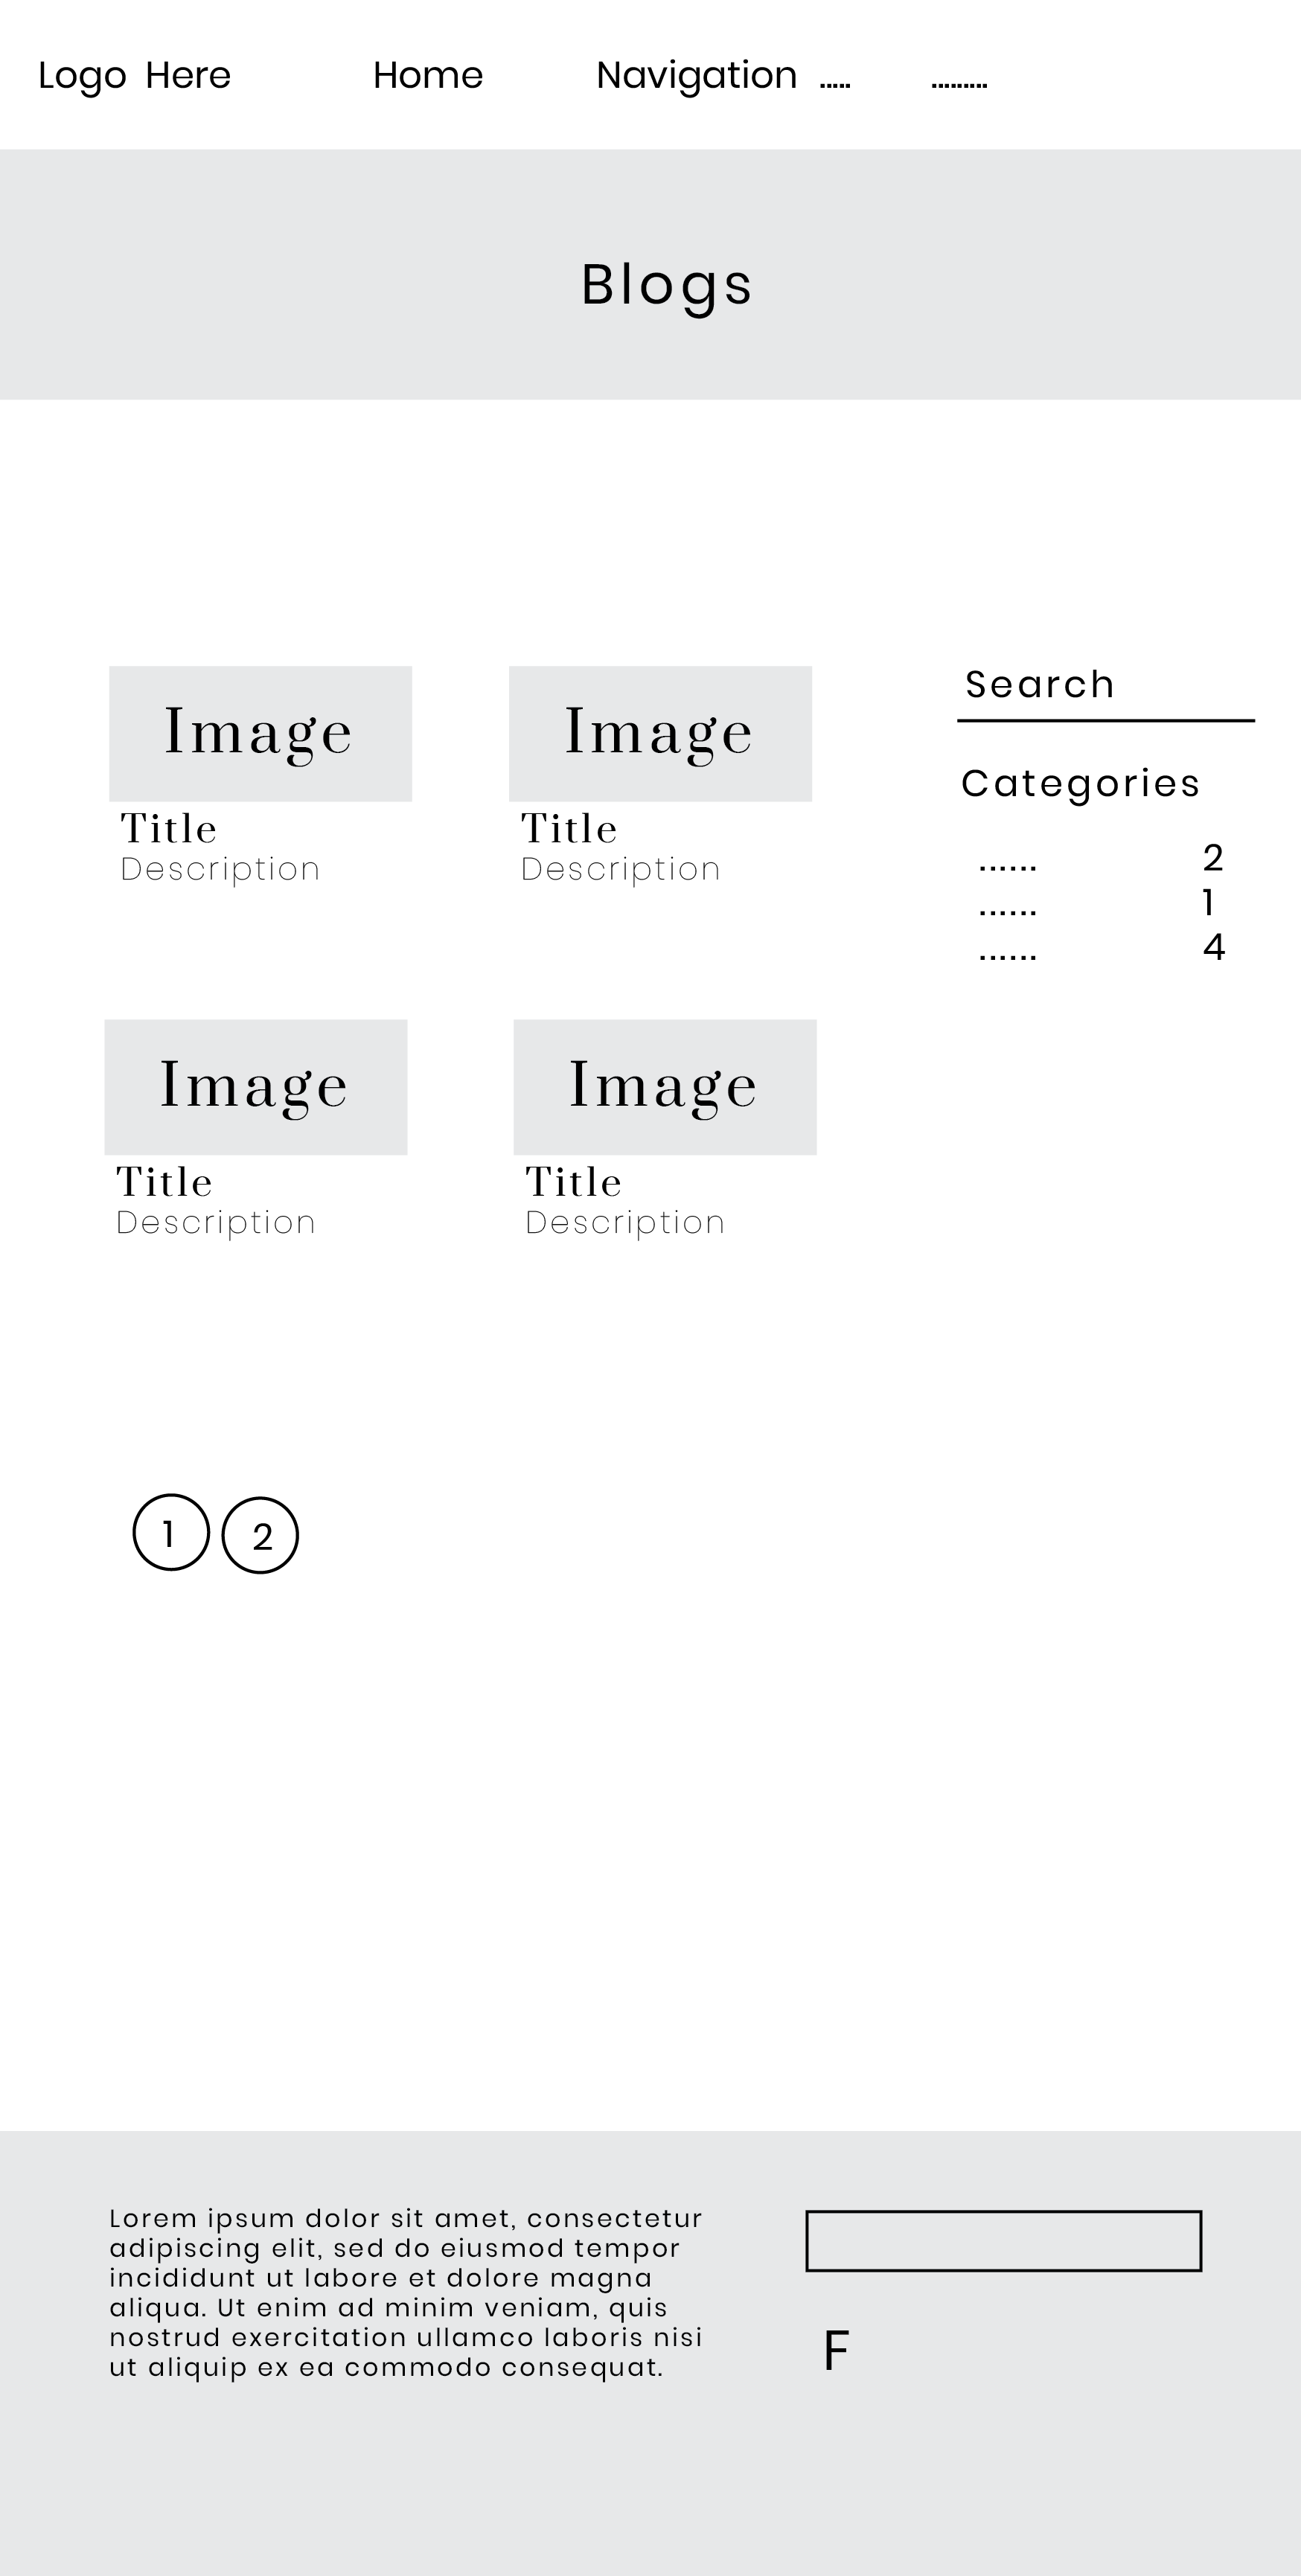 Logo Here Home Navigation ..... .........
Blogs
Image
Title
Description
Image
Title
Description
Search
Categories
...... 2
...... 1
...... 4
Image
Title
Description
Image
Title
Description
1 2
Lorem ipsum dolor sit amet, consectetur
adipiscing elit, sed do eiusmod tempor
incididunt ut labore et dolore magna
aliqua. Ut enim ad minim veniam, quis
nostrud exercitation ullamco laboris nisi
ut aliquip ex ea commodo consequat.
F